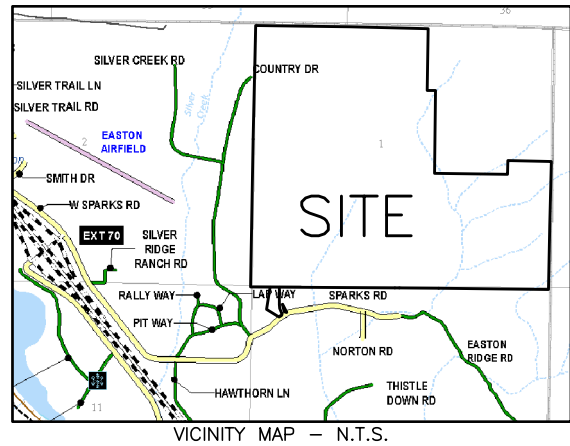 36
SILVER CREEK RD
COUNTRY DR
SILVER TRAIL LN
SILVER TRAIL RD
Silver
Creek
2
EASTON
AIRFIELD
1
SMITH DR
W SPARKS RD
SITE
EXT 70
SILVER
RIDGE
RANCH RD
RALLY WAY
LAP WAY
SPARKS RD
PIT WAY
NORTON RD
EASTON
RIDGE RD
HAWTHORN LN
THISTLE
DOWN RD
11
VICINITY MAP – N.T.S.